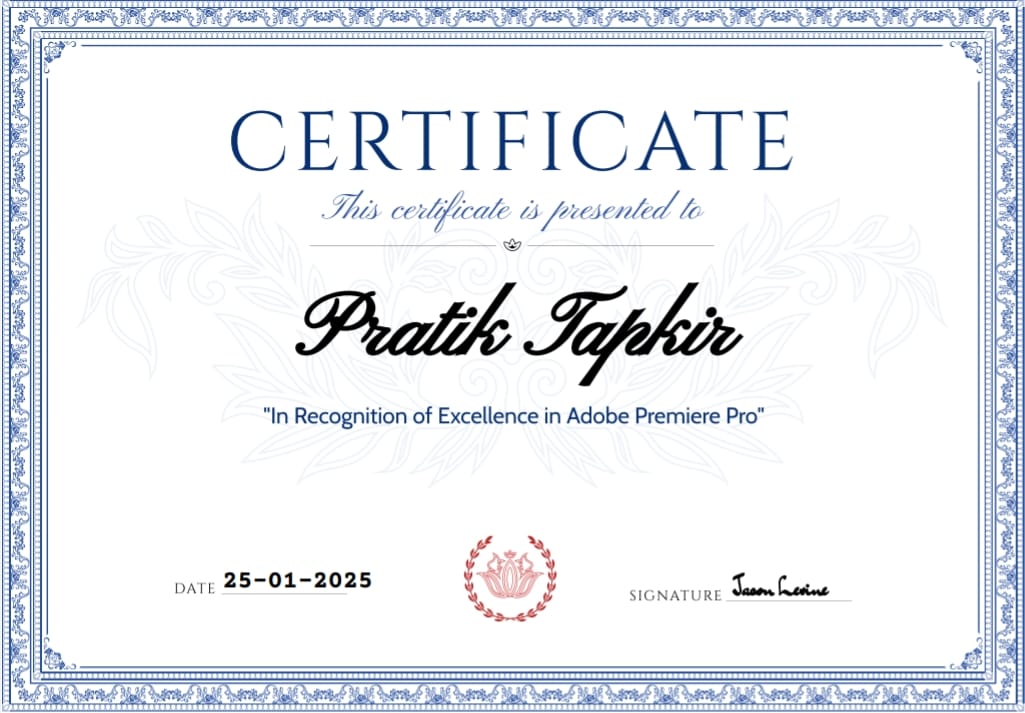 CERTIFICATE
This certificate is presented to
Pratik Tapkir
"In Recognition of Excellence in Adobe Premiere Pro"
DATE 25-01-2025
SIGNATURE Jason Levine